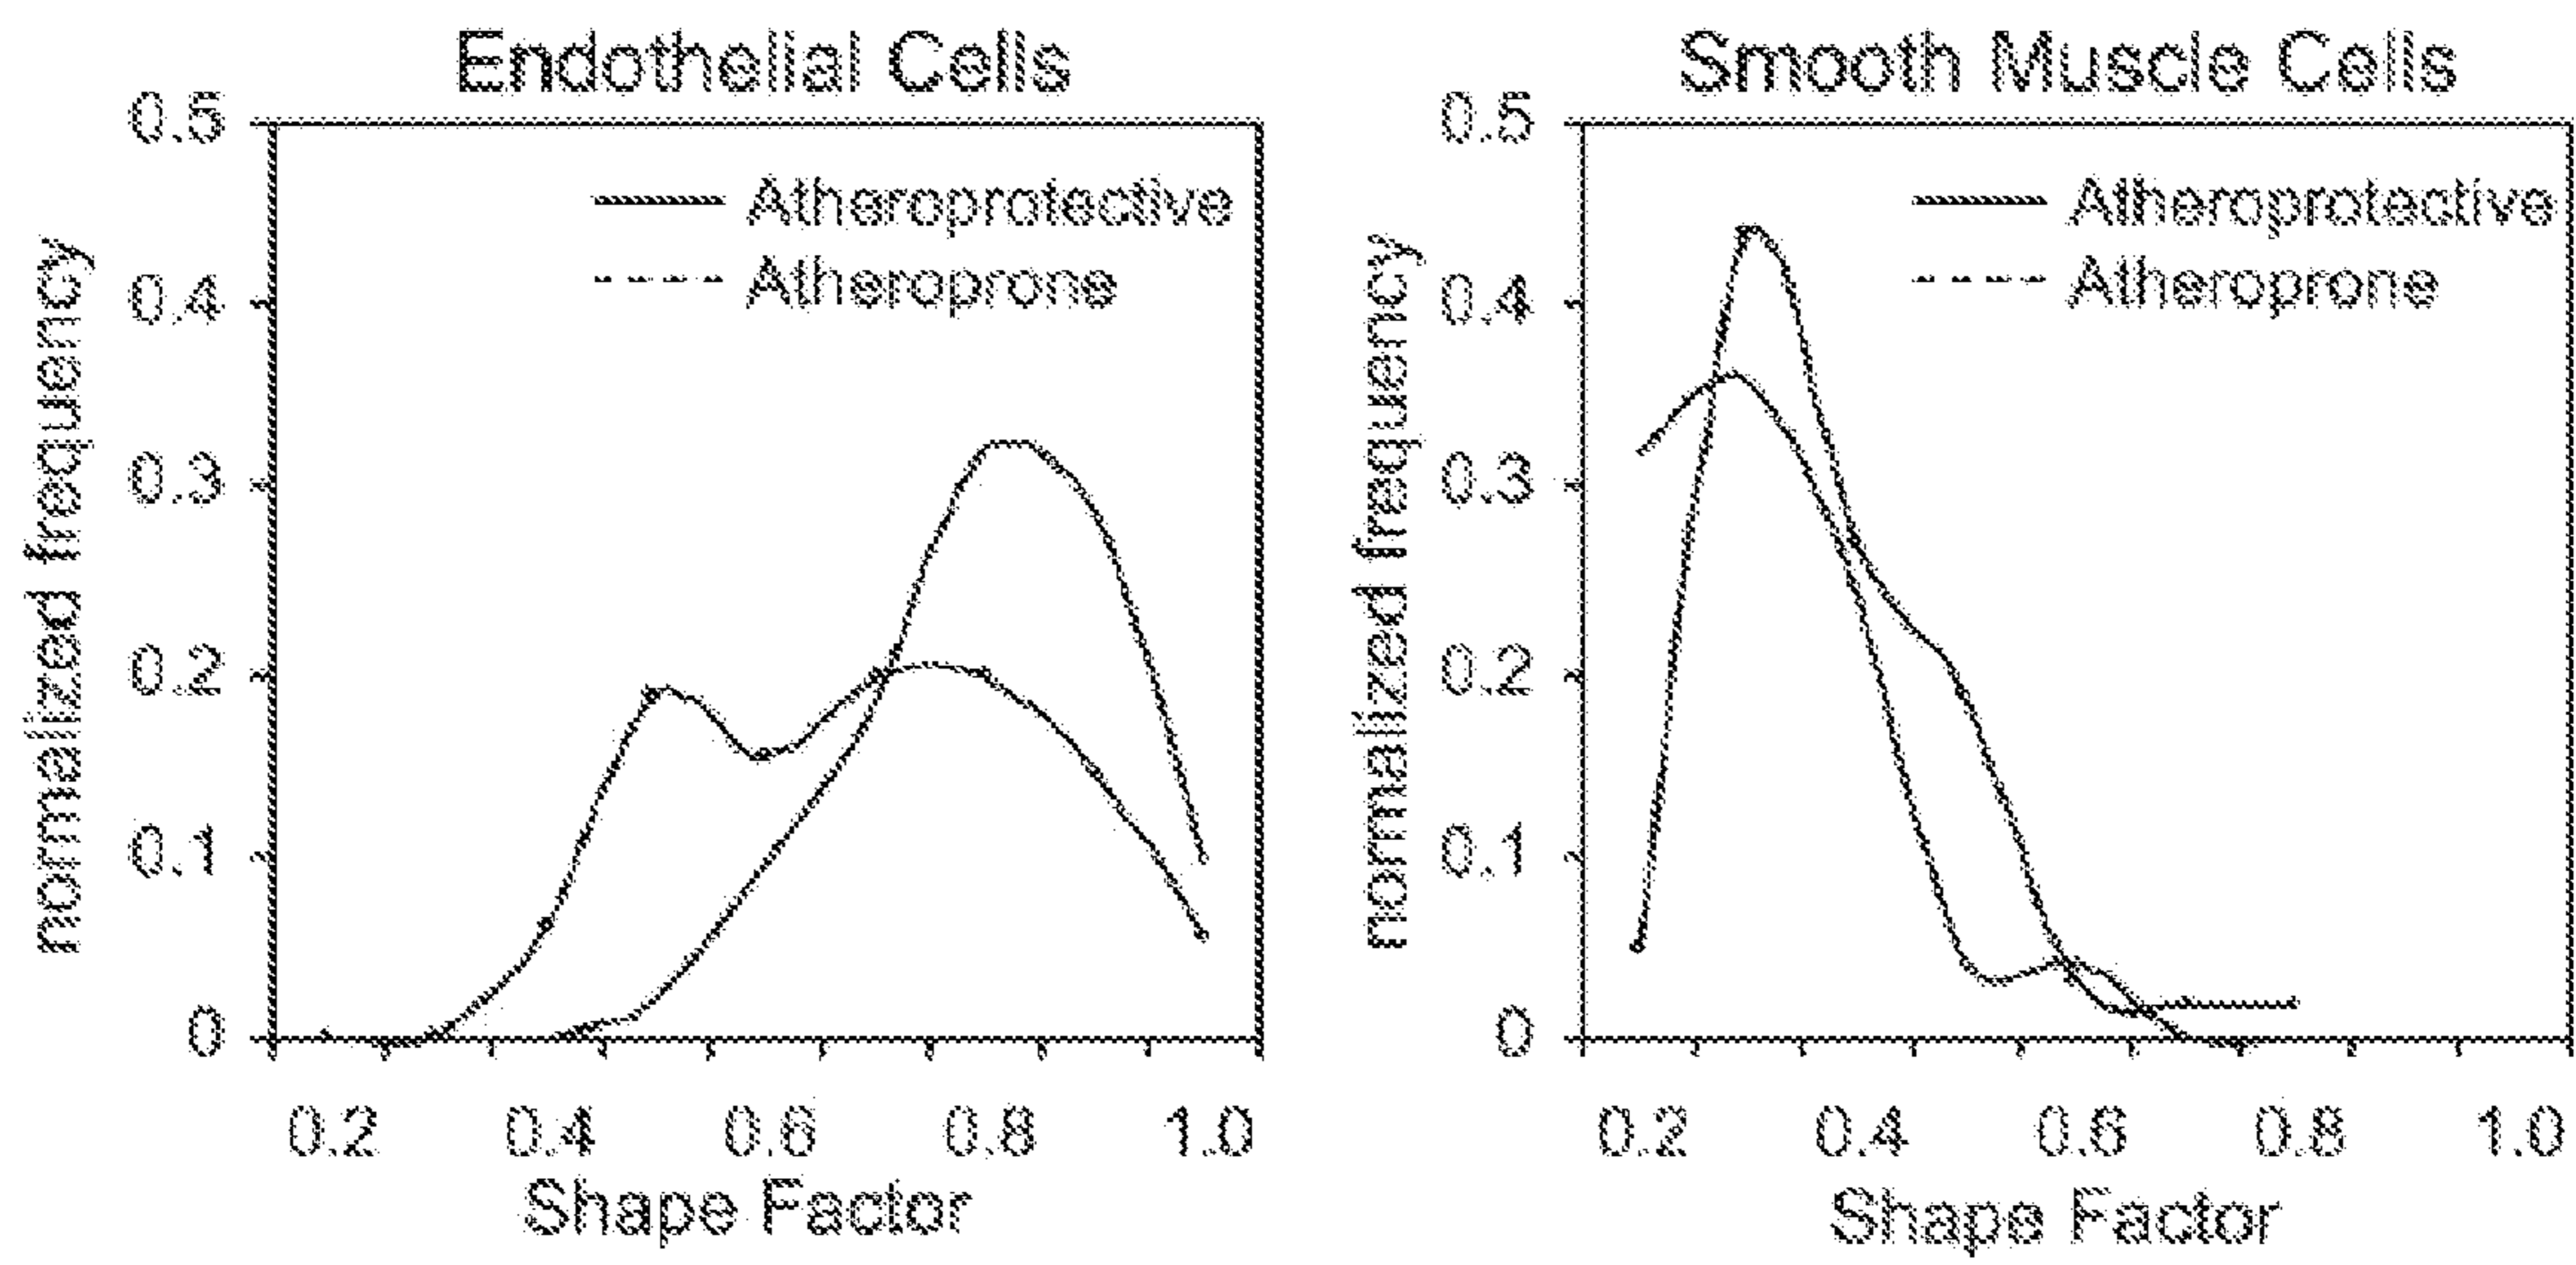 Endothelial Cells
normalized frequency
0.5
0.4
0.3
0.2
0.1
0
Atheroprotective
Atheroprone
0.2 0.4 0.6 0.8 1.0
Shape Factor
Smooth Muscle Cells
normalized frequency
0.5
0.4
0.3
0.2
0.1
0
Atheroprotective
Atheroprone
0.2 0.4 0.6 0.8 1.0
Shape Factor